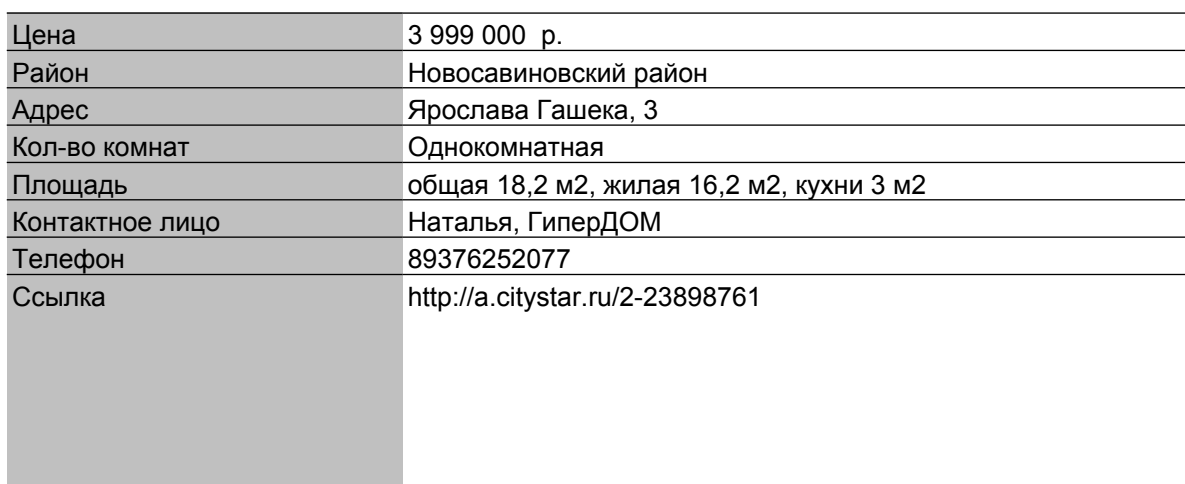 Цена 3 999 000 р.
Район Новосавиновский район
Адрес Ярослава Гашека, 3
Кол-во комнат Однокомнатная
Площадь общая 18,2 м2, жилая 16,2 м2, кухни 3 м2
Контактное лицо Наталья, ГиперДОМ
Телефон 89376252077
Ссылка http://a.citystar.ru/2-23898761